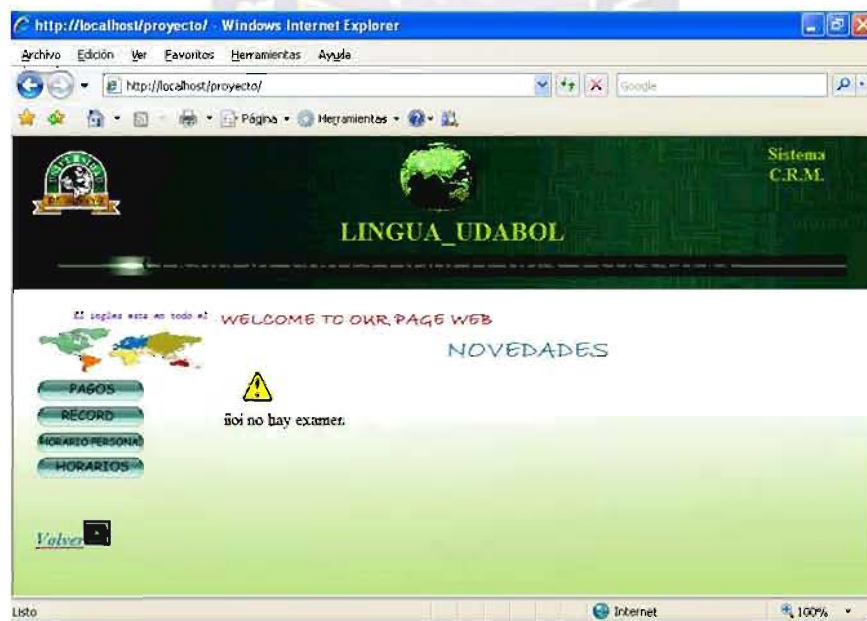 http://localhost/proyecto/ - Windows Internet Explorer
Archivo Edición Ver Favoritos Herramientas Ayuda
http://localhost/proyecto/
Google
Página Herramientas
Sistema
C.R.M.
LINGUA_UDABOL
El ingles esta en todo el
WELCOME TO OUR PAGE WEB
NOVEDADES
PAGOS
RECORD
HORARIO PERSONAL
HORARIOS
no hay examen
Volver
Listo
Internet
100%